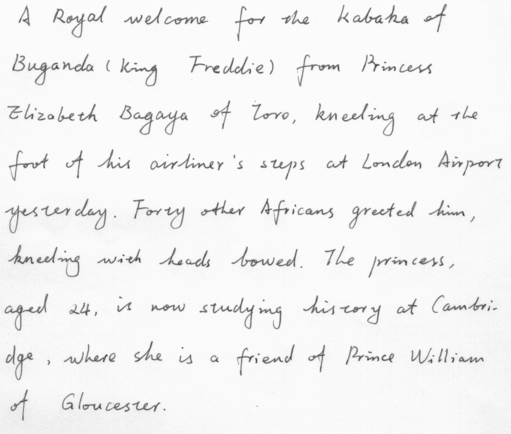 A Royal welcome for the Kabaka of
Buganda (King Freddie) from Princess
Elizabeth Bagaya of Toro, kneeling at the
foot of his airliner's steps at London Airport
yesterday. Forty other Africans greeted him,
kneeling with heads bowed. The princess,
aged 24, is now studying history at Cambri-
dge, where she is a friend of Prince William
of Gloucester.